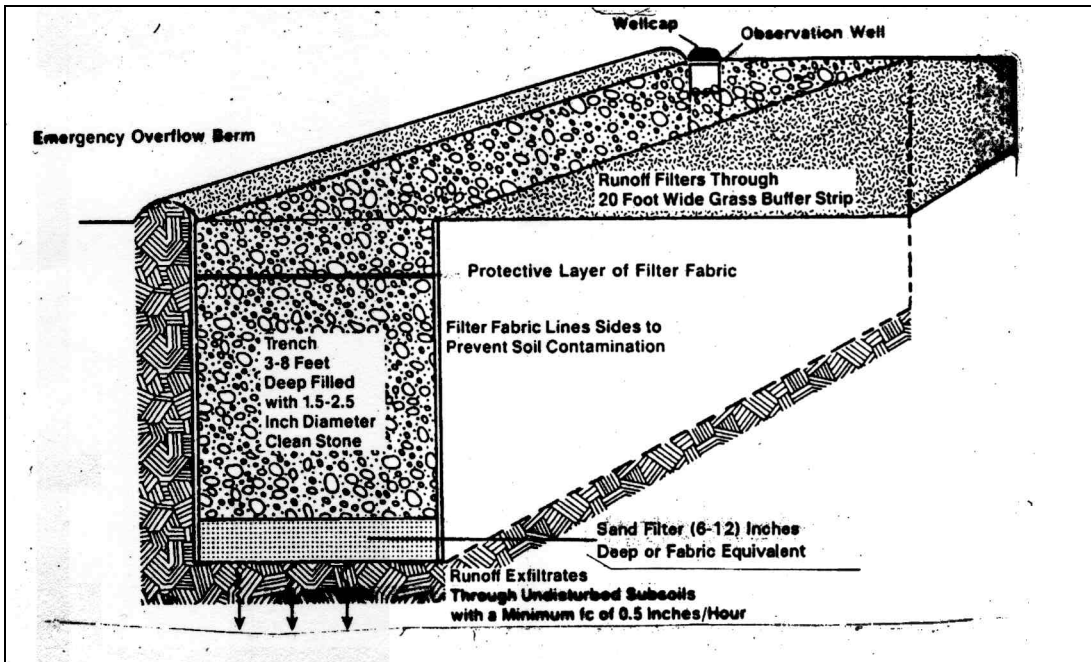 Wellcap
Observation Well
Emergency Overflow Berm
Runoff Filters Through
20 Foot Wide Grass Buffer Strip
Protective Layer of Filter Fabric
Filter Fabric Lines Sides to
Prevent Soil Contamination
Trench
3-8 Feet
Deep Filled
with 1.5-2.5
Inch Diameter
Clean Stone
Sand Filter (6-12) Inches
Deep or Fabric Equivalent
Runoff Exfiltrates
Through Undisturbed Subsoils
with a Minimum fc of 0.5 Inches/Hour